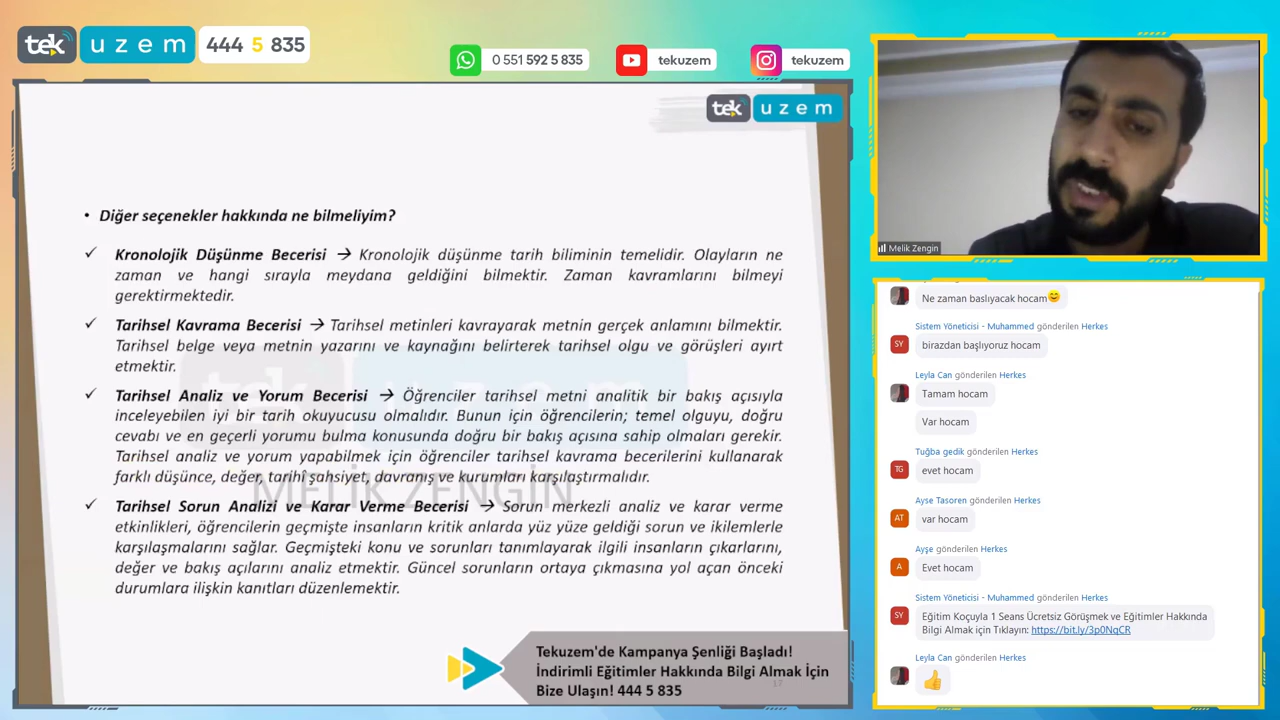 tek uzem 444 5 835
0 551 592 5 835
tekuzem
tekuzem
tek uzem
• Diğer seçenekler hakkında ne bilmeliyim?
✓ Kronolojik Düşünme Becerisi → Kronolojik düşünme tarih biliminin temelidir. Olayların ne
zaman ve hangi sırayla meydana geldiğini bilmektir. Zaman kavramlarını bilmeyi
gerektirmektedir.
✓ Tarihsel Kavrama Becerisi → Tarihsel metinleri kavrayarak metnin gerçek anlamını bilmektir.
Tarihsel belge veya metnin yazarını ve kaynağını belirterek tarihsel olgu ve görüşleri ayırt
etmektir.
✓ Tarihsel Analiz ve Yorum Becerisi → Öğrenciler tarihsel metni analitik bir bakış açısıyla
inceleyebilen iyi bir tarih okuyucusu olmalıdır. Bunun için öğrencilerin; temel olguyu, doğru
cevabı ve en geçerli yorumu bulma konusunda doğru bir bakış açısına sahip olmaları gerekir.
Tarihsel analiz ve yorum yapabilmek için öğrenciler tarihsel kavrama becerilerini kullanarak
farklı düşünce, değer, tarihi şahsiyet, davranış ve kurumları karşılaştırmalıdır.
✓ Tarihsel Sorun Analizi ve Karar Verme Becerisi → Sorun merkezli analiz ve karar verme
etkinlikleri, öğrencilerin geçmişte insanların kritik anlarda yüz yüze geldiği sorun ve ikilemlerle
karşılaşmalarını sağlar. Geçmişteki konu ve sorunları tanımlayarak ilgili insanların çıkarlarını,
değer ve bakış açılarını analiz etmektir. Güncel sorunların ortaya çıkmasına yol açan önceki
durumlara ilişkin kanıtları düzenlemektir.
tek uzem
MELİK ZENGİN
Tekuzem'de Kampanya Şenliği Başladı!
İndirimli Eğitimler Hakkında Bilgi Almak İçin
Bize Ulaşın! 444 5 835
17
Melik Zengin
Ne zaman baslıyacak hocam
Sistem Yöneticisi - Muhammed gönderilen Herkes
SY birazdan başlıyoruz hocam
Leyla Can gönderilen Herkes
Tamam hocam
Var hocam
Tuğba gedik gönderilen Herkes
TG evet hocam
Ayse Tasoren gönderilen Herkes
AT var hocam
Ayşe gönderilen Herkes
A Evet hocam
Sistem Yöneticisi - Muhammed gönderilen Herkes
SY Eğitim Koçuyla 1 Seans Ücretsiz Görüşmek ve Eğitimler Hakkında
Bilgi Almak için Tıklayın: https://bit.ly/3p0NqCR
Leyla Can gönderilen Herkes